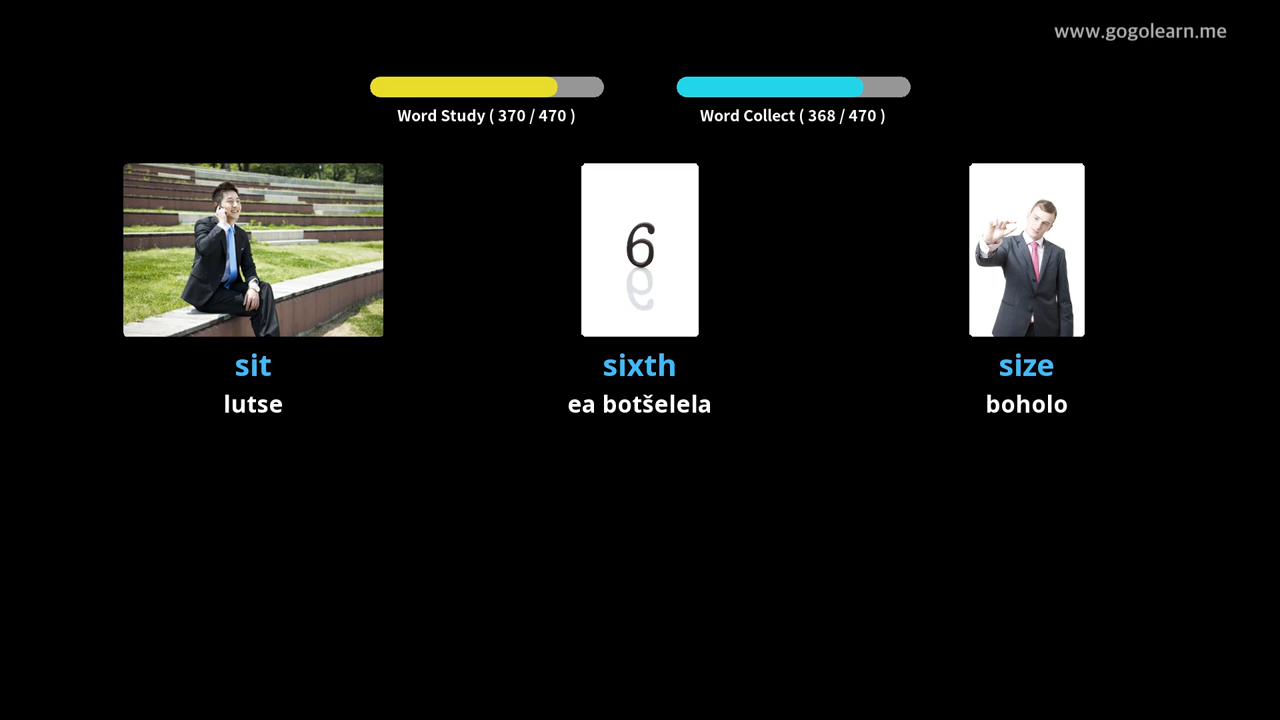 www.gogolearn.me
Word Study ( 370 / 470 )
Word Collect ( 368 / 470 )
6
sit
sixth
size
lutse
ea botšelela
boholo